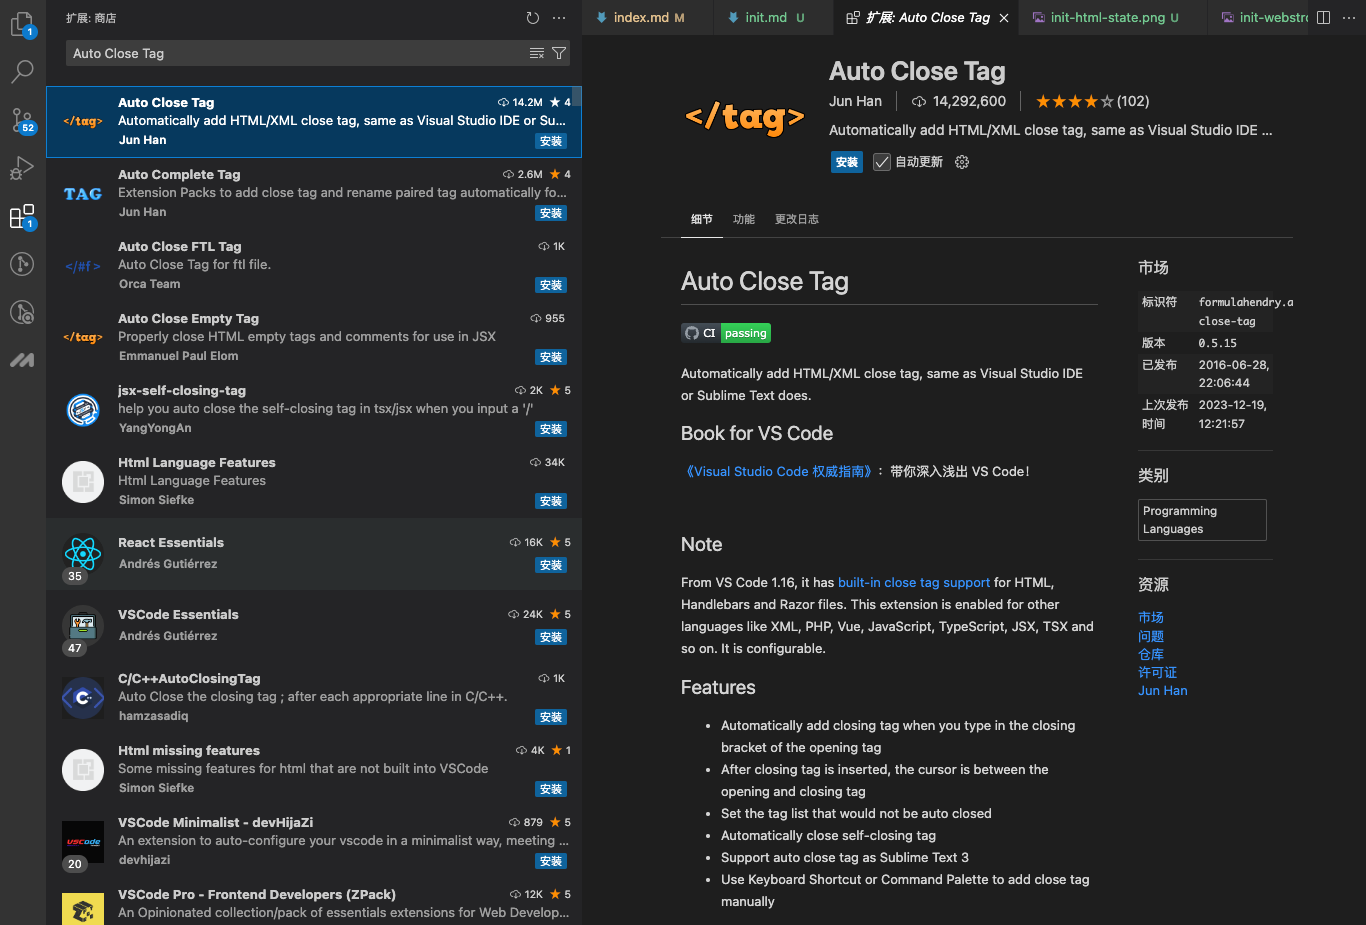 扩展: 商店
Auto Close Tag
1
52
1
Auto Close Tag
14.2M ★ 4
Automatically add HTML/XML close tag, same as Visual Studio IDE or Su...
Jun Han
安装
</tag>
Auto Complete Tag
2.6M ★ 4
Extension Packs to add close tag and rename paired tag automatically fo...
Jun Han
安装
TAG
Auto Close FTL Tag
1K
Auto Close Tag for ftl file.
Orca Team
安装
</#f>
Auto Close Empty Tag
955
Properly close HTML empty tags and comments for use in JSX
Emmanuel Paul Elom
安装
</tag>
jsx-self-closing-tag
2K ★ 5
help you auto close the self-closing tag in tsx/jsx when you input a '/'
YangYongAn
安装
Html Language Features
34K
Html Language Features
Simon Siefke
安装
React Essentials
16K ★ 5
Andrés Gutiérrez
安装
35
VSCode Essentials
24K ★ 5
Andrés Gutiérrez
安装
47
C/C++AutoClosingTag
1K
Auto Close the closing tag ; after each appropriate line in C/C++.
hamzasadiq
安装
Html missing features
4K ★ 1
Some missing features for html that are not built into VSCode
Simon Siefke
安装
VSCode Minimalist - devHijaZi
879 ★ 5
An extension to auto-configure your vscode in a minimalist way, meeting ...
devhijazi
安装
vscode
20
VSCode Pro - Frontend Developers (ZPack)
12K ★ 5
An Opinionated collection/pack of essentials extensions for Web Develop...
index.md M
init.md U
扩展: Auto Close Tag
init-html-state.png U
init-webstr
</tag>
Auto Close Tag
Jun Han
14,292,600
★★★★☆(102)
Automatically add HTML/XML close tag, same as Visual Studio IDE ...
安装
自动更新
细节
功能
更改日志
Auto Close Tag
CI passing
Automatically add HTML/XML close tag, same as Visual Studio IDE
or Sublime Text does.
Book for VS Code
《Visual Studio Code 权威指南》：带你深入浅出 VS Code！
Note
From VS Code 1.16, it has built-in close tag support for HTML,
Handlebars and Razor files. This extension is enabled for other
languages like XML, PHP, Vue, JavaScript, TypeScript, JSX, TSX and
so on. It is configurable.
Features
• Automatically add closing tag when you type in the closing
bracket of the opening tag
• After closing tag is inserted, the cursor is between the
opening and closing tag
• Set the tag list that would not be auto closed
• Automatically close self-closing tag
• Support auto close tag as Sublime Text 3
• Use Keyboard Shortcut or Command Palette to add close tag
manually
市场
标识符 formulahendry.a
close-tag
版本 0.5.15
已发布 2016-06-28,
22:06:44
上次发布 2023-12-19,
时间 12:21:57
类别
Programming
Languages
资源
市场
问题
仓库
许可证
Jun Han